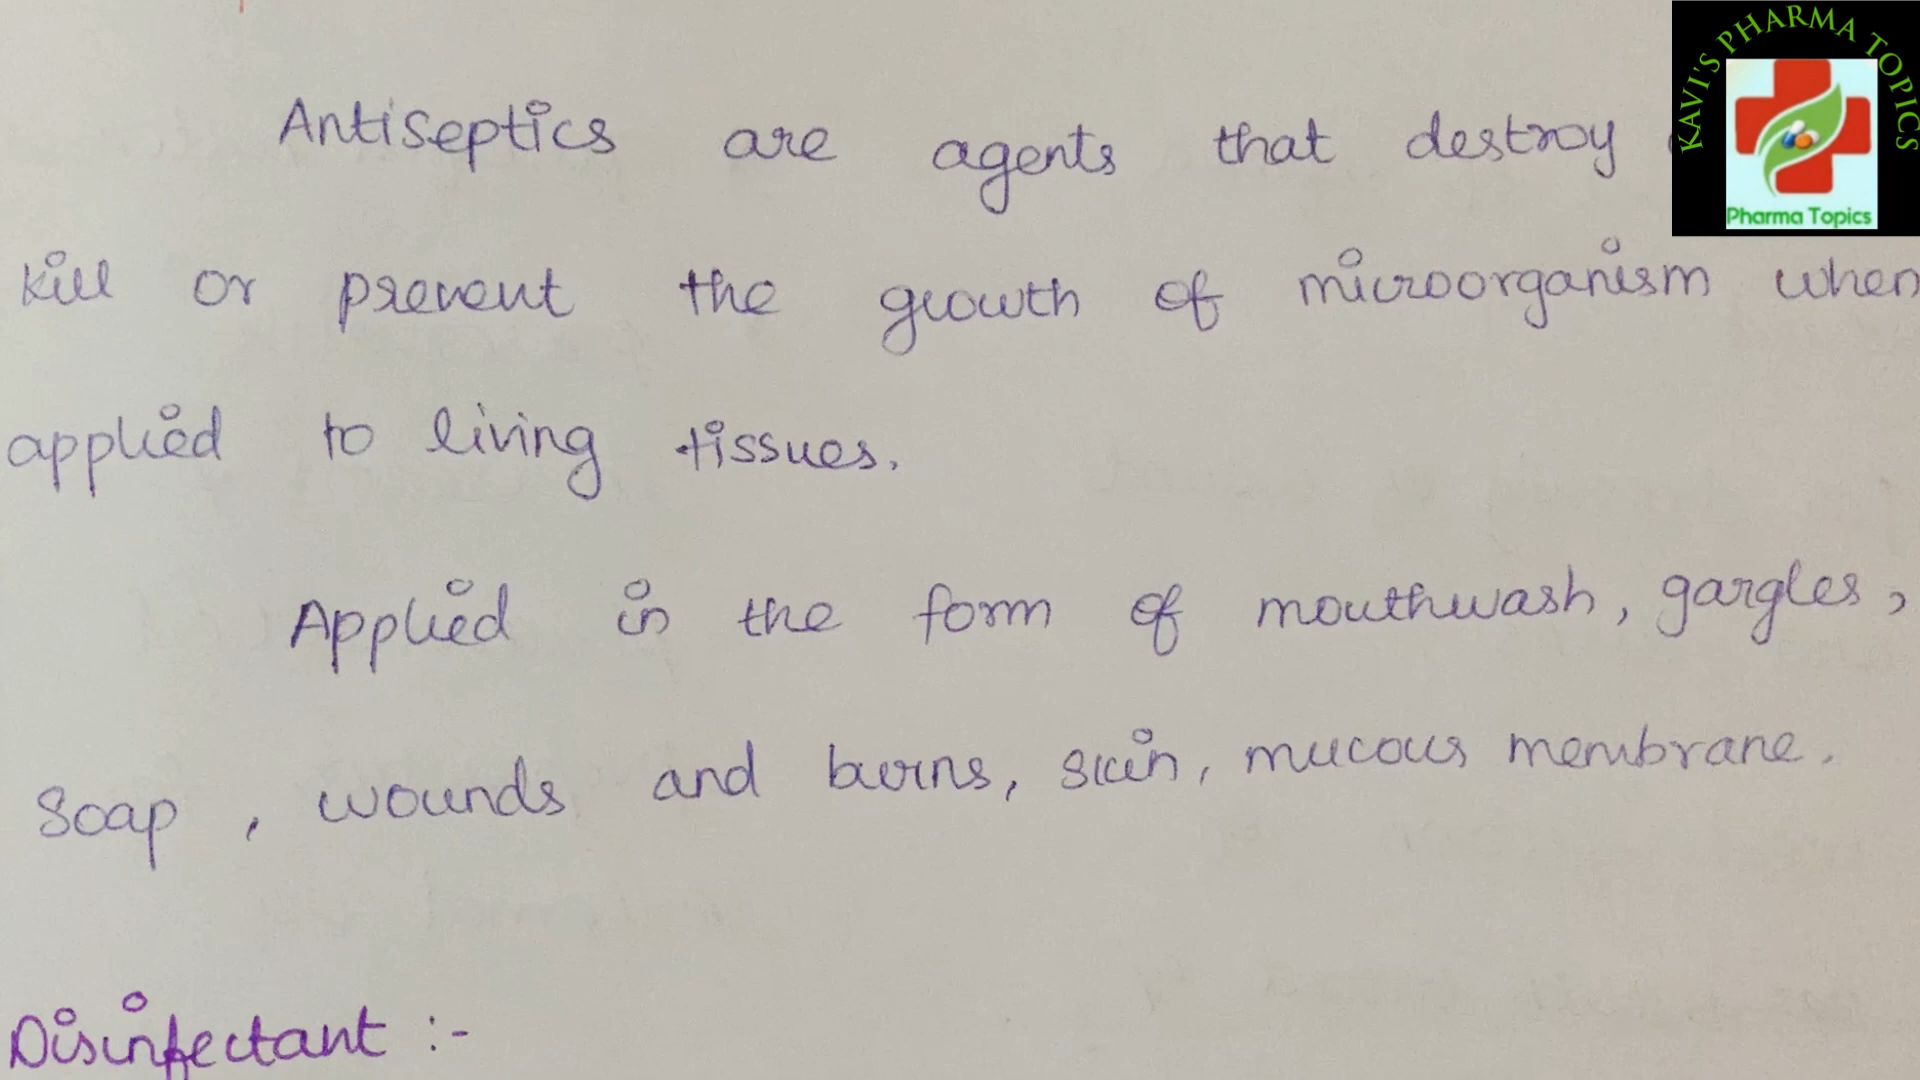 KAVI'S PHARMA TOPICS
Pharma Topics
Antiseptics are agents that destroy
kill or prevent the growth of microorganism when
applied to living tissues.
Applied in the form of mouthwash, gargles,
Soap, wounds and burns, skin, mucous membrane.
Disinfectant :-